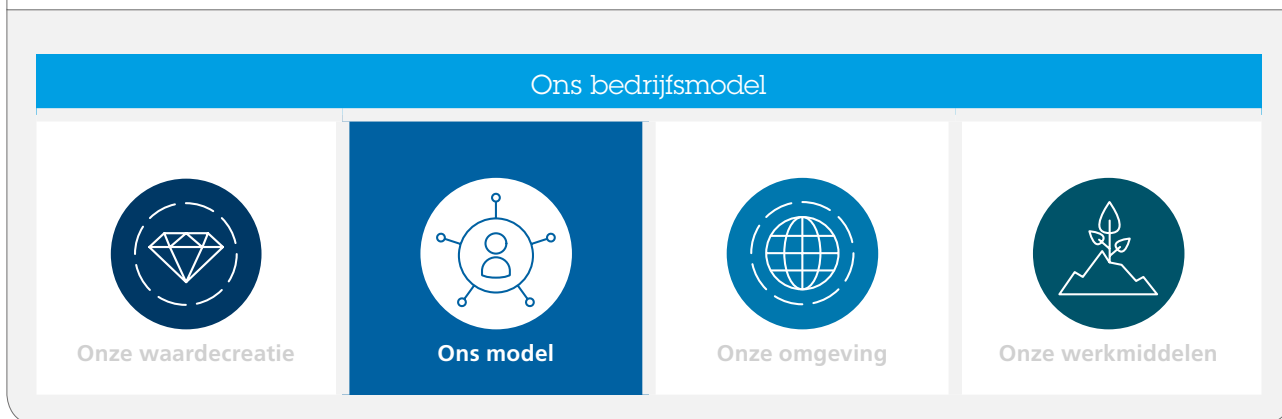 Ons bedrijfsmodel
Onze waardecreatie
Ons model
Onze omgeving
Onze werkmiddelen